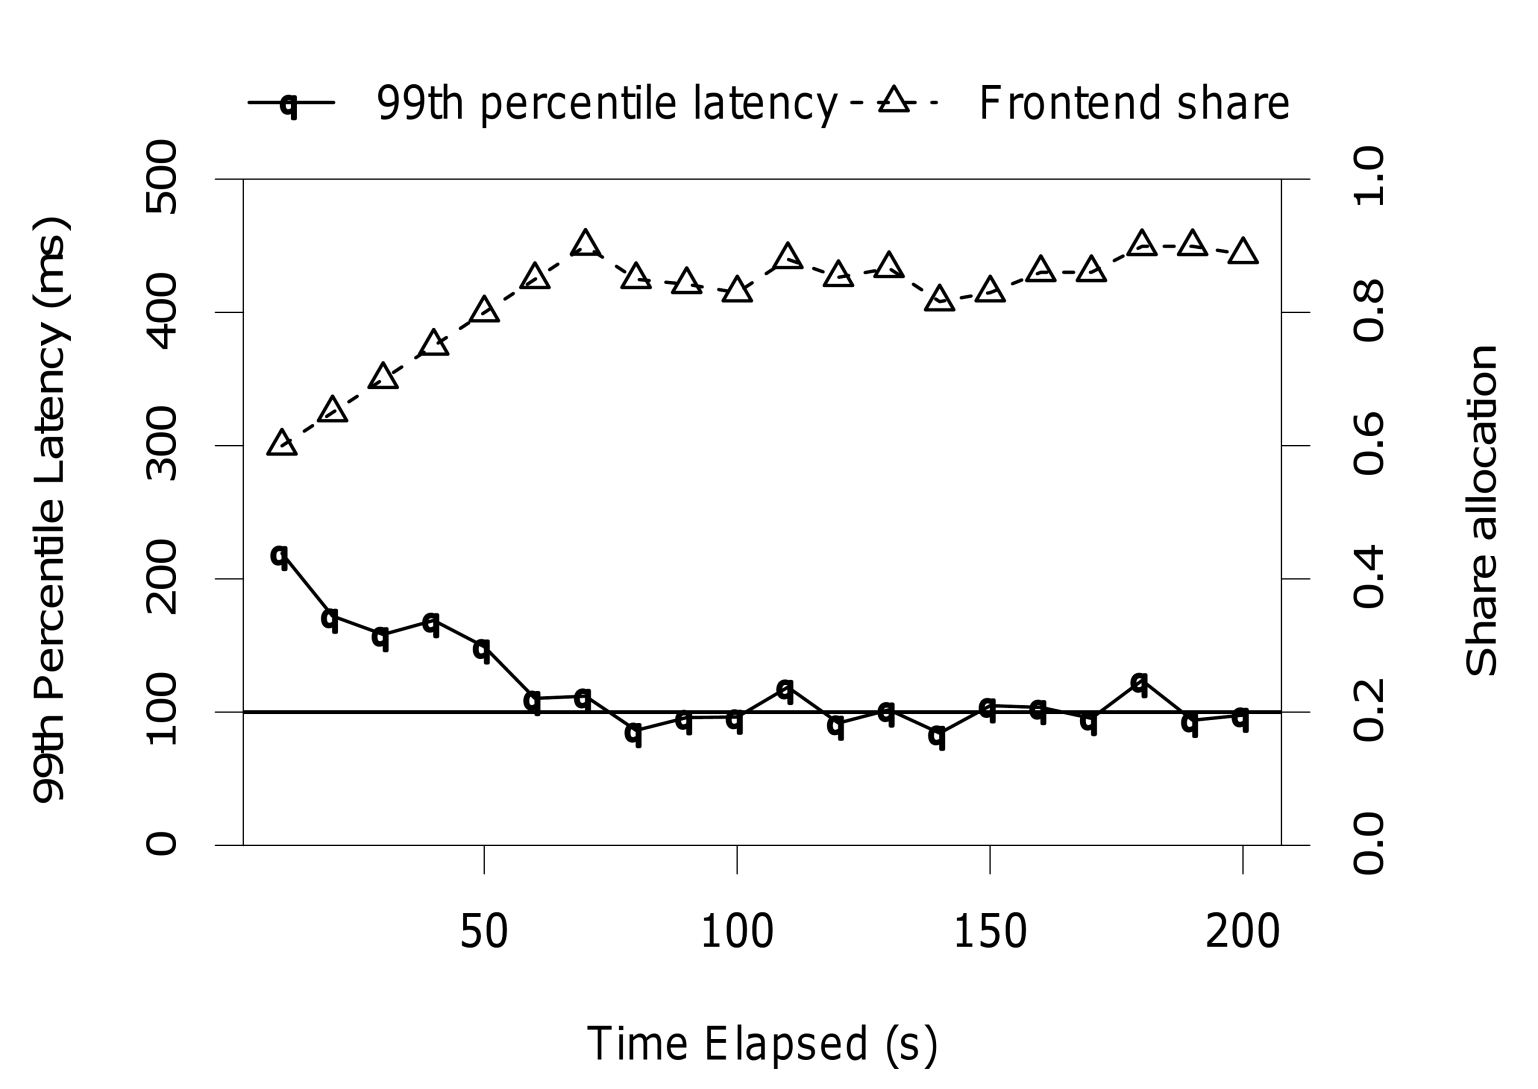 99th percentile latency Frontend share
500
400
300
200
100
0
99th Percentile Latency (ms)
1.0
0.8
0.6
0.4
0.2
0.0
Share allocation
50 100 150 200
Time Elapsed (s)